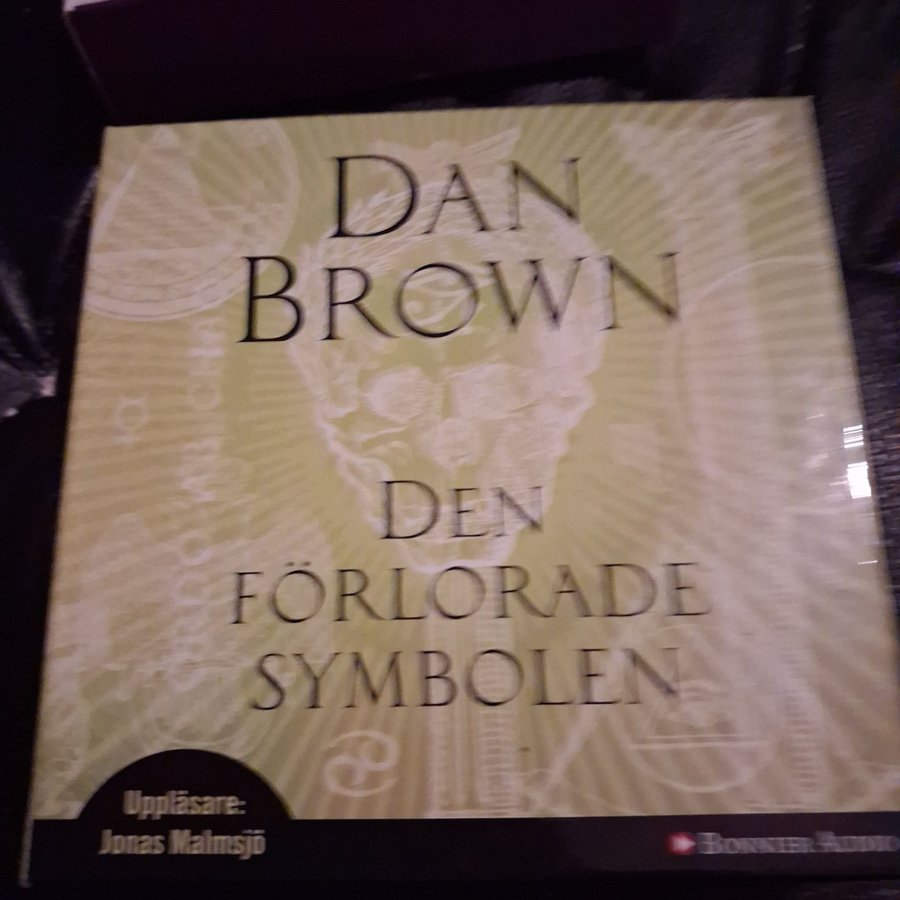 DAN
BROWN
DEN
FÖRLORADE
SYMBOLEN
Uppläsare:
Jonas Malmsjö
BONNIER AUDIO